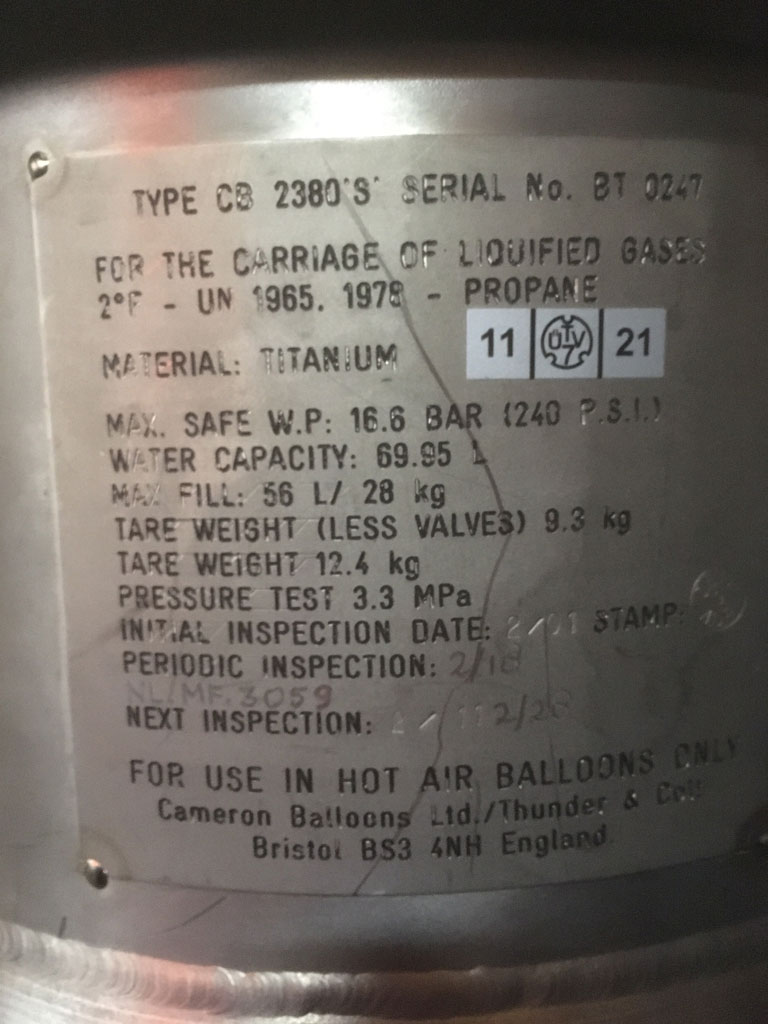 TYPE CB 2380'S' SERIAL No. BT 0247
FOR THE CARRIAGE OF LIQUIFIED GASES
2°F - UN 1965. 1978 - PROPANE
11 21
MATERIAL: TITANIUM
MAX. SAFE W.P: 16.6 BAR (240 P.S.I.)
WATER CAPACITY: 69.95 L
MAX FILL: 56 L/ 28 kg
TARE WEIGHT (LESS VALVES) 9.3 kg
TARE WEIGHT 12.4 kg
PRESSURE TEST 3.3 MPa
INITIAL INSPECTION DATE: STAMP:
PERIODIC INSPECTION: 2/18
NL/MF.3059
NEXT INSPECTION: 2/28
FOR USE IN HOT AIR BALLOONS ONLY
Cameron Balloons Ltd./Thunder & Colt
Bristol BS3 4NH England